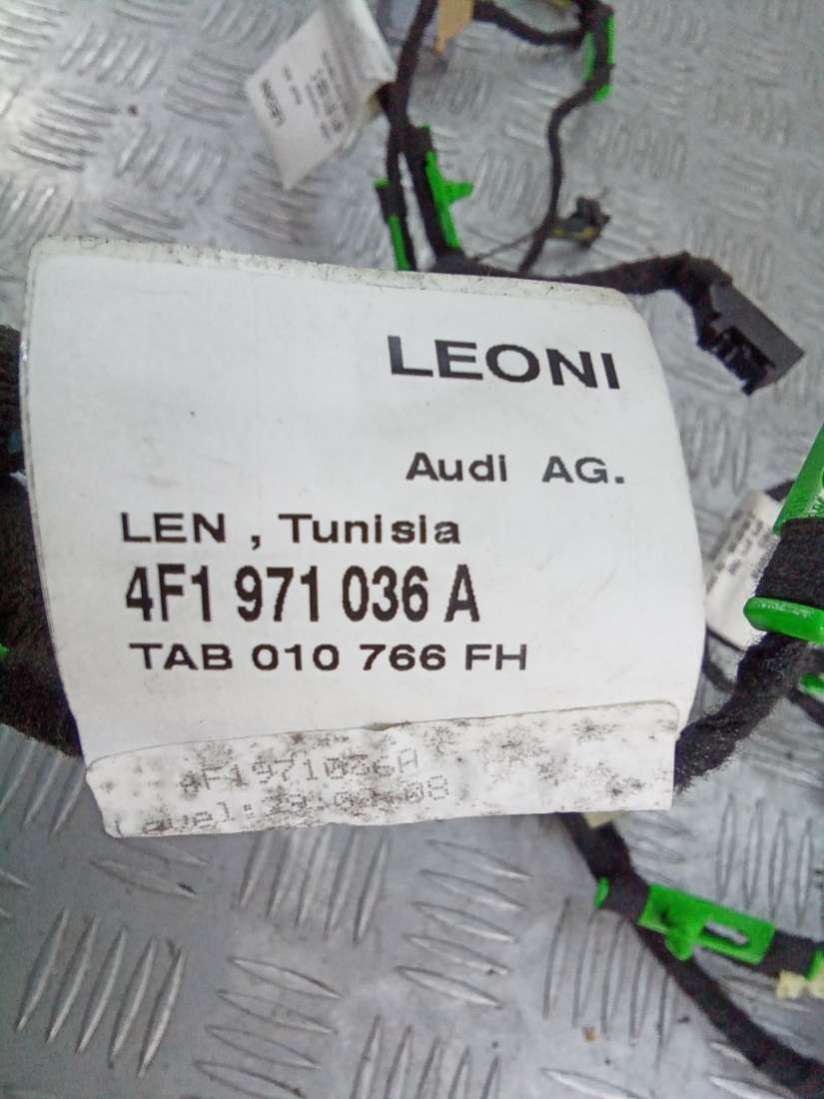 LEONI
Audi AG.
LEN , Tunisia
4F1 971 036 A
TAB 010 766 FH
4F1971036A